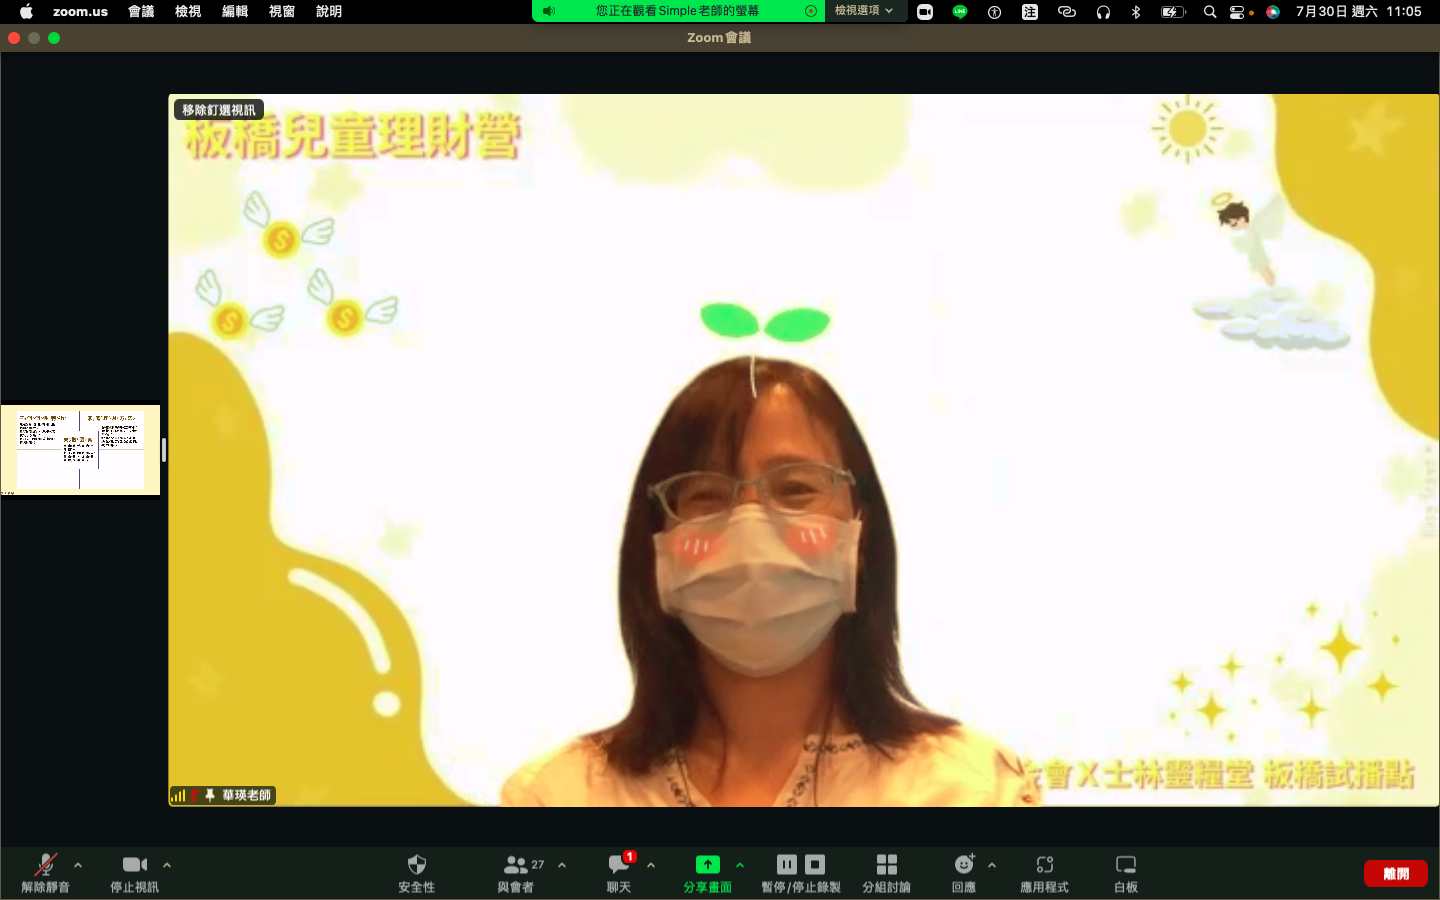 zoom.us 會議 檢視 編輯 視窗 說明
您正在觀看Simple老師的螢幕
檢視選項
注
7月30日 週六 11:05
Zoom會議
移除釘選視訊
板橋兒童理財營
會X士林靈糧堂 板橋試播點
華瑛老師
解除靜音
停止視訊
安全性
27
與會者
1
聊天
分享畫面
暫停/停止錄製
分組討論
回應
應用程式
白板
離開